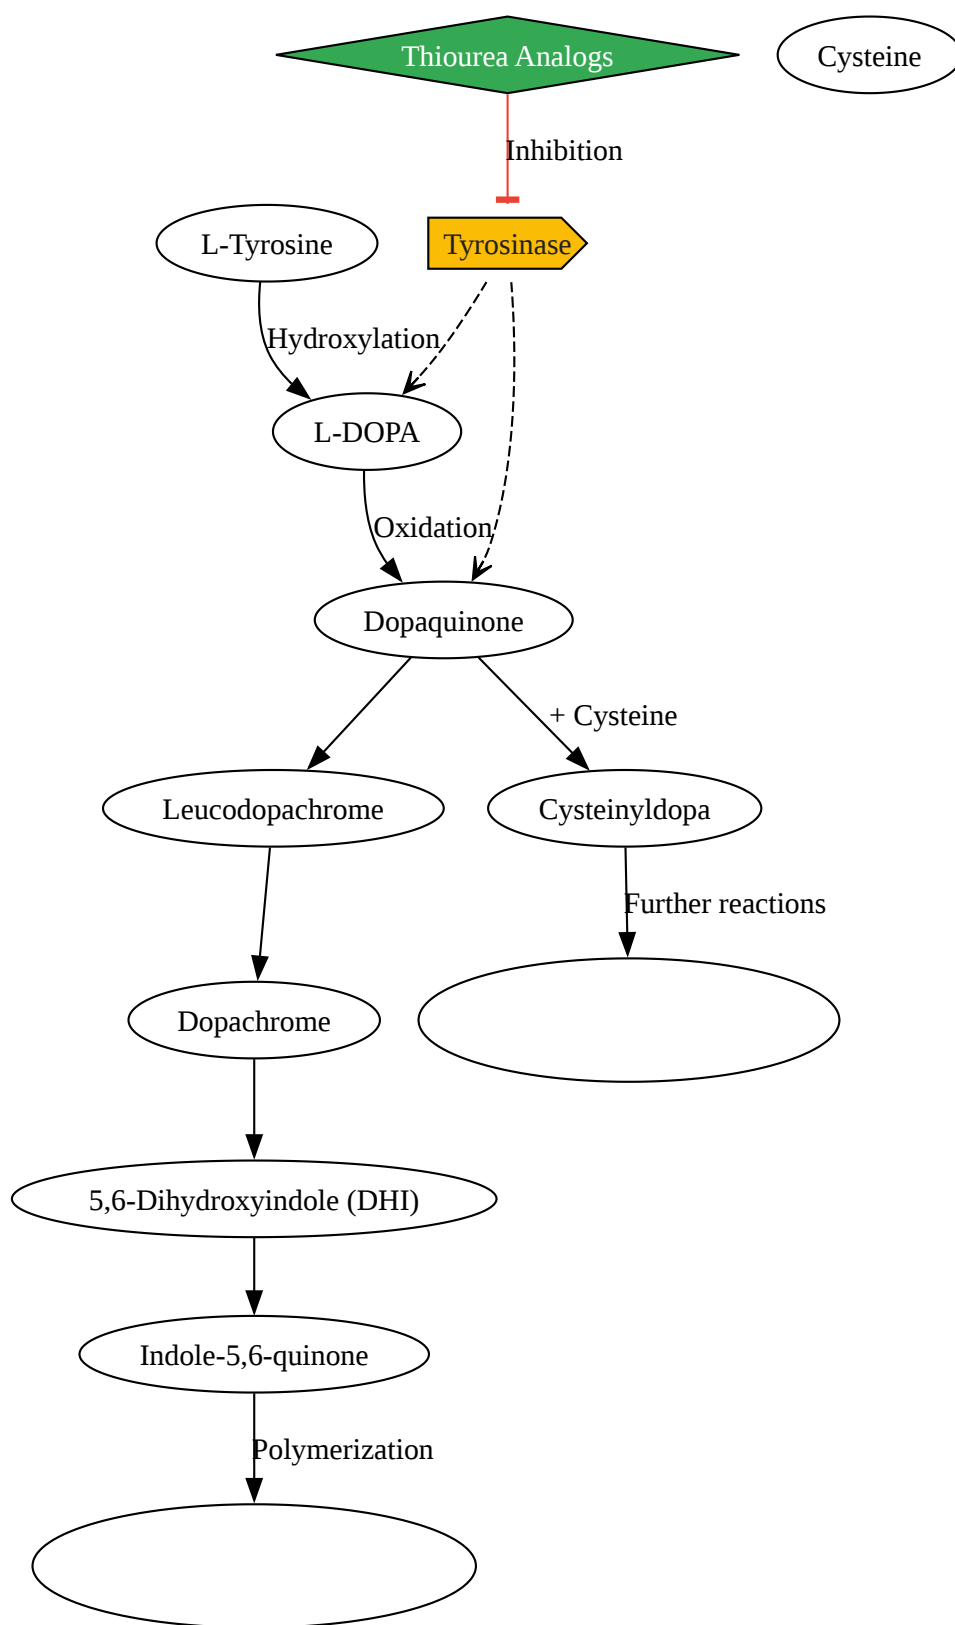 Thiourea Analogs
Cysteine
Inhibition
L-Tyrosine
Tyrosinase
Hydroxylation
L-DOPA
Oxidation
Dopaquinone
+ Cysteine
Leucodopachrome
Cysteinyldopa
Further reactions
Dopachrome
5,6-Dihydroxyindole (DHI)
Indole-5,6-quinone
Polymerization